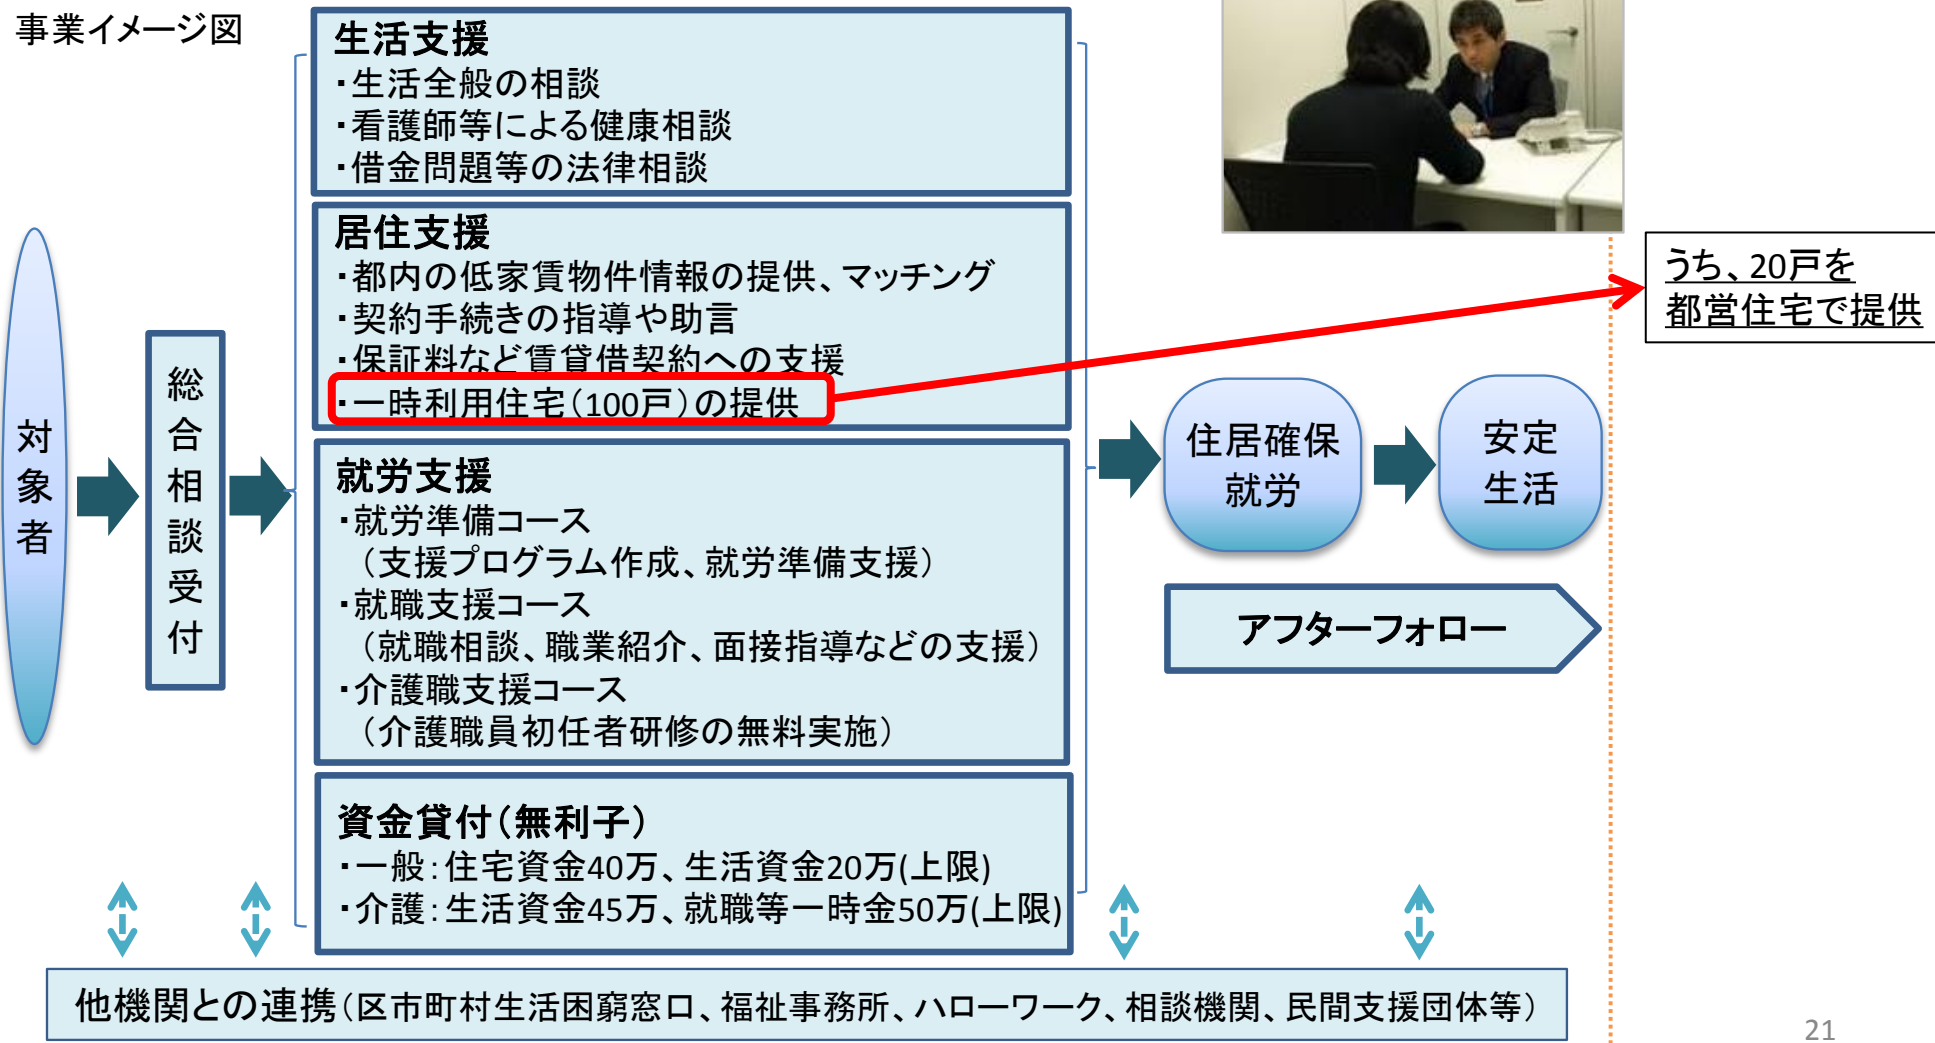 事業イメージ図
生活支援
・生活全般の相談
・看護師等による健康相談
・借金問題等の法律相談
居住支援
・都内の低家賃物件情報の提供、マッチング
・契約手続きの指導や助言
・保証料など賃貸借契約への支援
・一時利用住宅(100戸)の提供
うち、20戸を
都営住宅で提供
対象者
総合相談受付
就労支援
・就労準備コース
(支援プログラム作成、就労準備支援)
・就職支援コース
(就職相談、職業紹介、面接指導などの支援)
・介護職支援コース
(介護職員初任者研修の無料実施)
資金貸付(無利子)
・一般:住宅資金40万、生活資金20万(上限)
・介護:生活資金45万、就職等一時金50万(上限)
住居確保
就労
安定
生活
アフターフォロー
他機関との連携(区市町村生活困窮窓口、福祉事務所、ハローワーク、相談機関、民間支援団体等)
21